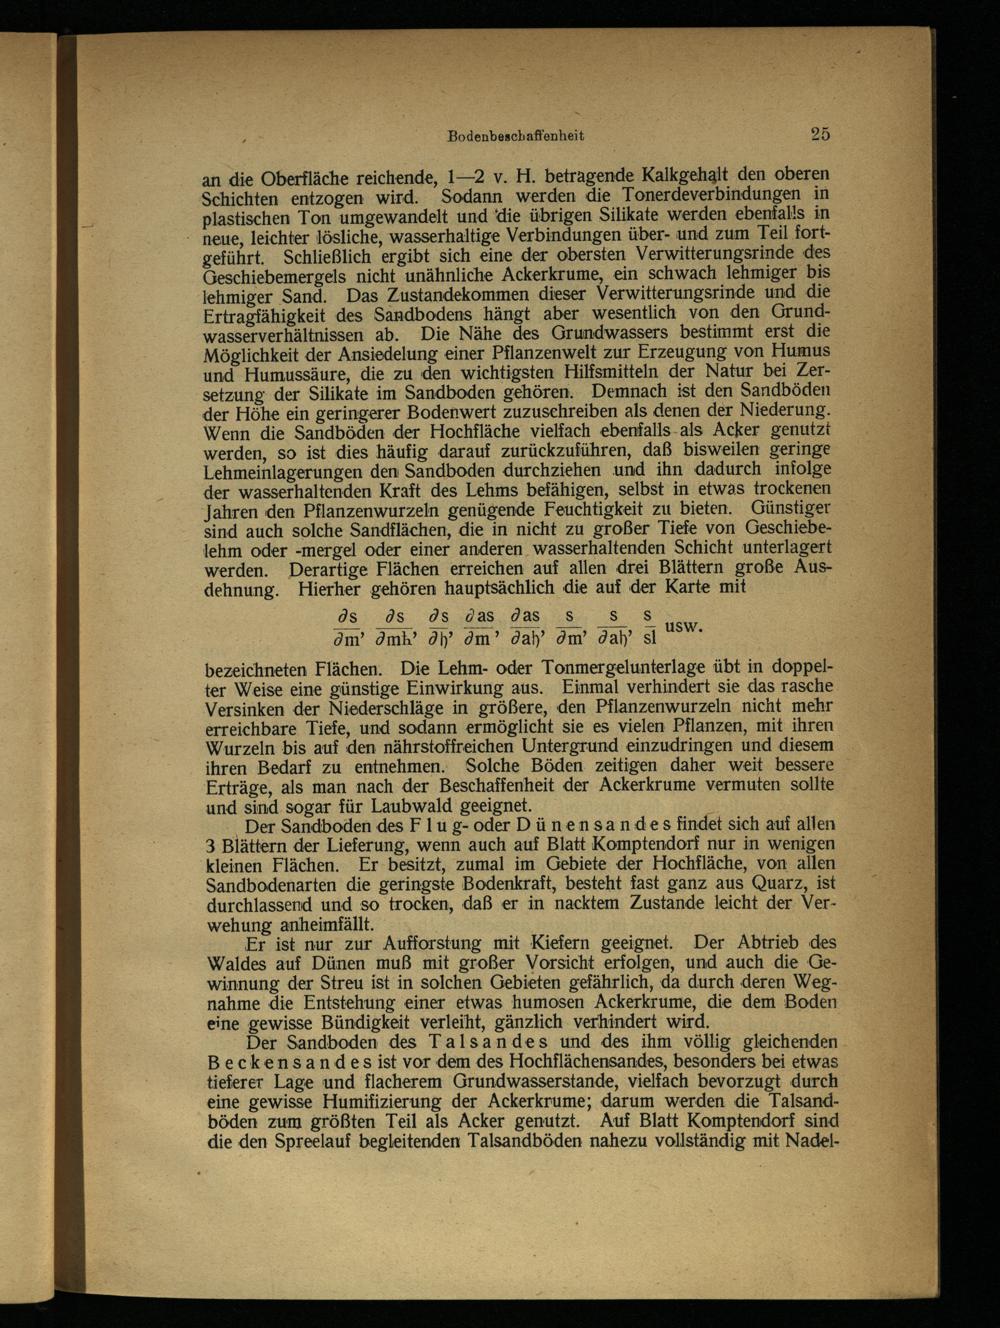 Bodenbeschaffenheit 25
an die Oberfläche reichende, 1—2 v. H. betragende Kalkgehalt den oberen
Schichten entzogen wird. Sodann werden die Tonerdeverbindungen in
plastischen Ton umgewandelt und die übrigen Silikate werden ebenfalls in
neue, leichter lösliche, wasserhaltige Verbindungen über- und zum Teil fort-
geführt. Schließlich ergibt sich eine der obersten Verwitterungsrinde des
Geschiebemergels nicht unähnliche Ackerkrume, ein schwach lehmiger bis
lehmiger Sand. Das Zustandekommen dieser Verwitterungsrinde und die
Ertragfähigkeit des Sandbodens hängt aber wesentlich von den Grund-
wasserverhältnissen ab. Die Nähe des Grundwassers bestimmt erst die
Möglichkeit der Ansiedelung einer Pflanzenwelt zur Erzeugung von Humus
und Humussäure, die zu den wichtigsten Hilfsmitteln der Natur bei Zer-
setzung der Silikate im Sandboden gehören. Demnach ist den Sandböden
der Höhe ein geringerer Bodenwert zuzuschreiben als denen der Niederung.
Wenn die Sandböden der Hochfläche vielfach ebenfalls als Acker genutzt
werden, so ist dies häufig darauf zurückzuführen, daß bisweilen geringe
Lehmeinlagerungen den Sandboden durchziehen und ihn dadurch infolge
der wasserhaltenden Kraft des Lehms befähigen, selbst in etwas trockenen
Jahren den Pflanzenwurzeln genügende Feuchtigkeit zu bieten. Günstiger
sind auch solche Sandflächen, die in nicht zu großer Tiefe von Geschiebe-
lehm oder -mergel oder einer anderen wasserhaltenden Schicht unterlagert
werden. Derartige Flächen erreichen auf allen drei Blättern große Aus-
dehnung. Hierher gehören hauptsächlich die auf der Karte mit
∂s ∂s ∂s ∂as ∂as s s s
∂m’ ∂mh’ ∂h’ ∂m’ ∂ah’ ∂m’ ∂ah’ sl usw.
bezeichneten Flächen. Die Lehm- oder Tonmergelunterlage übt in doppel-
ter Weise eine günstige Einwirkung aus. Einmal verhindert sie das rasche
Versinken der Niederschläge in größere, den Pflanzenwurzeln nicht mehr
erreichbare Tiefe, und sodann ermöglicht sie es vielen Pflanzen, mit ihren
Wurzeln bis auf den nährstoffreichen Untergrund einzudringen und diesem
ihren Bedarf zu entnehmen. Solche Böden zeitigen daher weit bessere
Erträge, als man nach der Beschaffenheit der Ackerkrume vermuten sollte
und sind sogar für Laubwald geeignet.
Der Sandboden des Flug- oder Dünensandes findet sich auf allen
3 Blättern der Lieferung, wenn auch auf Blatt Komptendorf nur in wenigen
kleinen Flächen. Er besitzt, zumal im Gebiete der Hochfläche, von allen
Sandbodenarten die geringste Bodenkraft, besteht fast ganz aus Quarz, ist
durchlassend und so trocken, daß er in nacktem Zustande leicht der Ver-
wehung anheimfällt.
Er ist nur zur Aufforstung mit Kiefern geeignet. Der Abtrieb des
Waldes auf Dünen muß mit großer Vorsicht erfolgen, und auch die Ge-
winnung der Streu ist in solchen Gebieten gefährlich, da durch deren Weg-
nahme die Entstehung einer etwas humosen Ackerkrume, die dem Boden
eine gewisse Bündigkeit verleiht, gänzlich verhindert wird.
Der Sandboden des Talsandes und des ihm völlig gleichenden
Beckensandes ist vor dem des Hochflächensandes, besonders bei etwas
tieferer Lage und flacherem Grundwasserstande, vielfach bevorzugt durch
eine gewisse Humifizierung der Ackerkrume; darum werden die Talsand-
böden zum größten Teil als Acker genutzt. Auf Blatt Komptendorf sind
die den Spreelauf begleitenden Talsandböden nahezu vollständig mit Nadel-